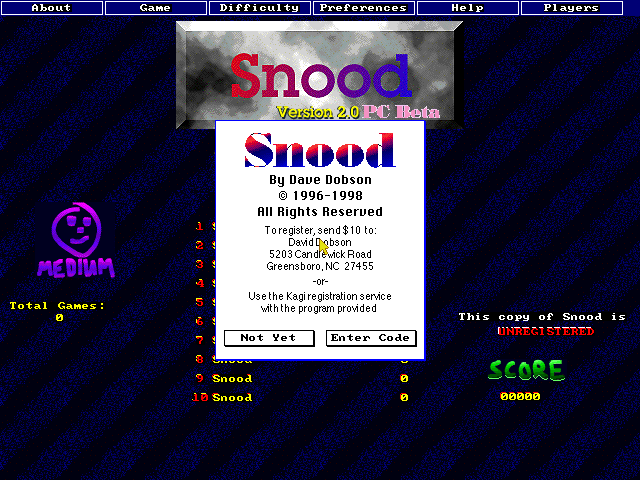 About Game Difficulty Preferences Help Players
Snood
Version 2.0 PC Beta
Snood
By Dave Dobson
© 1996-1998
All Rights Reserved
To register, send $10 to:
David Dobson
5203 Candlewick Road
Greensboro, NC 27455
-or-
Use the Kagi registration service
with the program provided
Not Yet Enter Code
MEDIUM
Total Games:
0
1 S
2 S
3 S
4 S
5 S
6 S
7 S
8 Snood 0
9 Snood 0
10 Snood 0
This copy of Snood is
UNREGISTERED
SCORE
00000